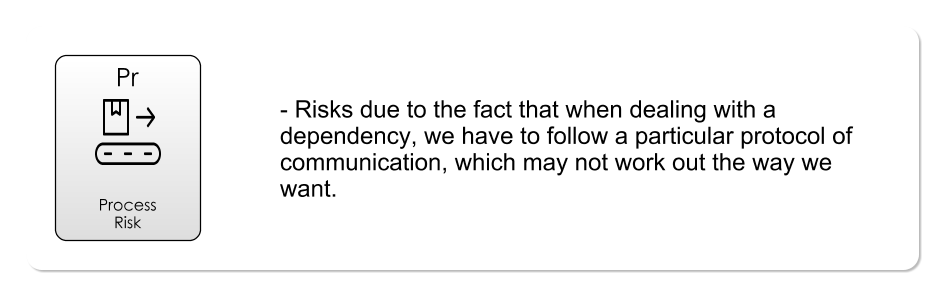 Pr
Process
Risk
- Risks due to the fact that when dealing with a
dependency, we have to follow a particular protocol of
communication, which may not work out the way we
want.